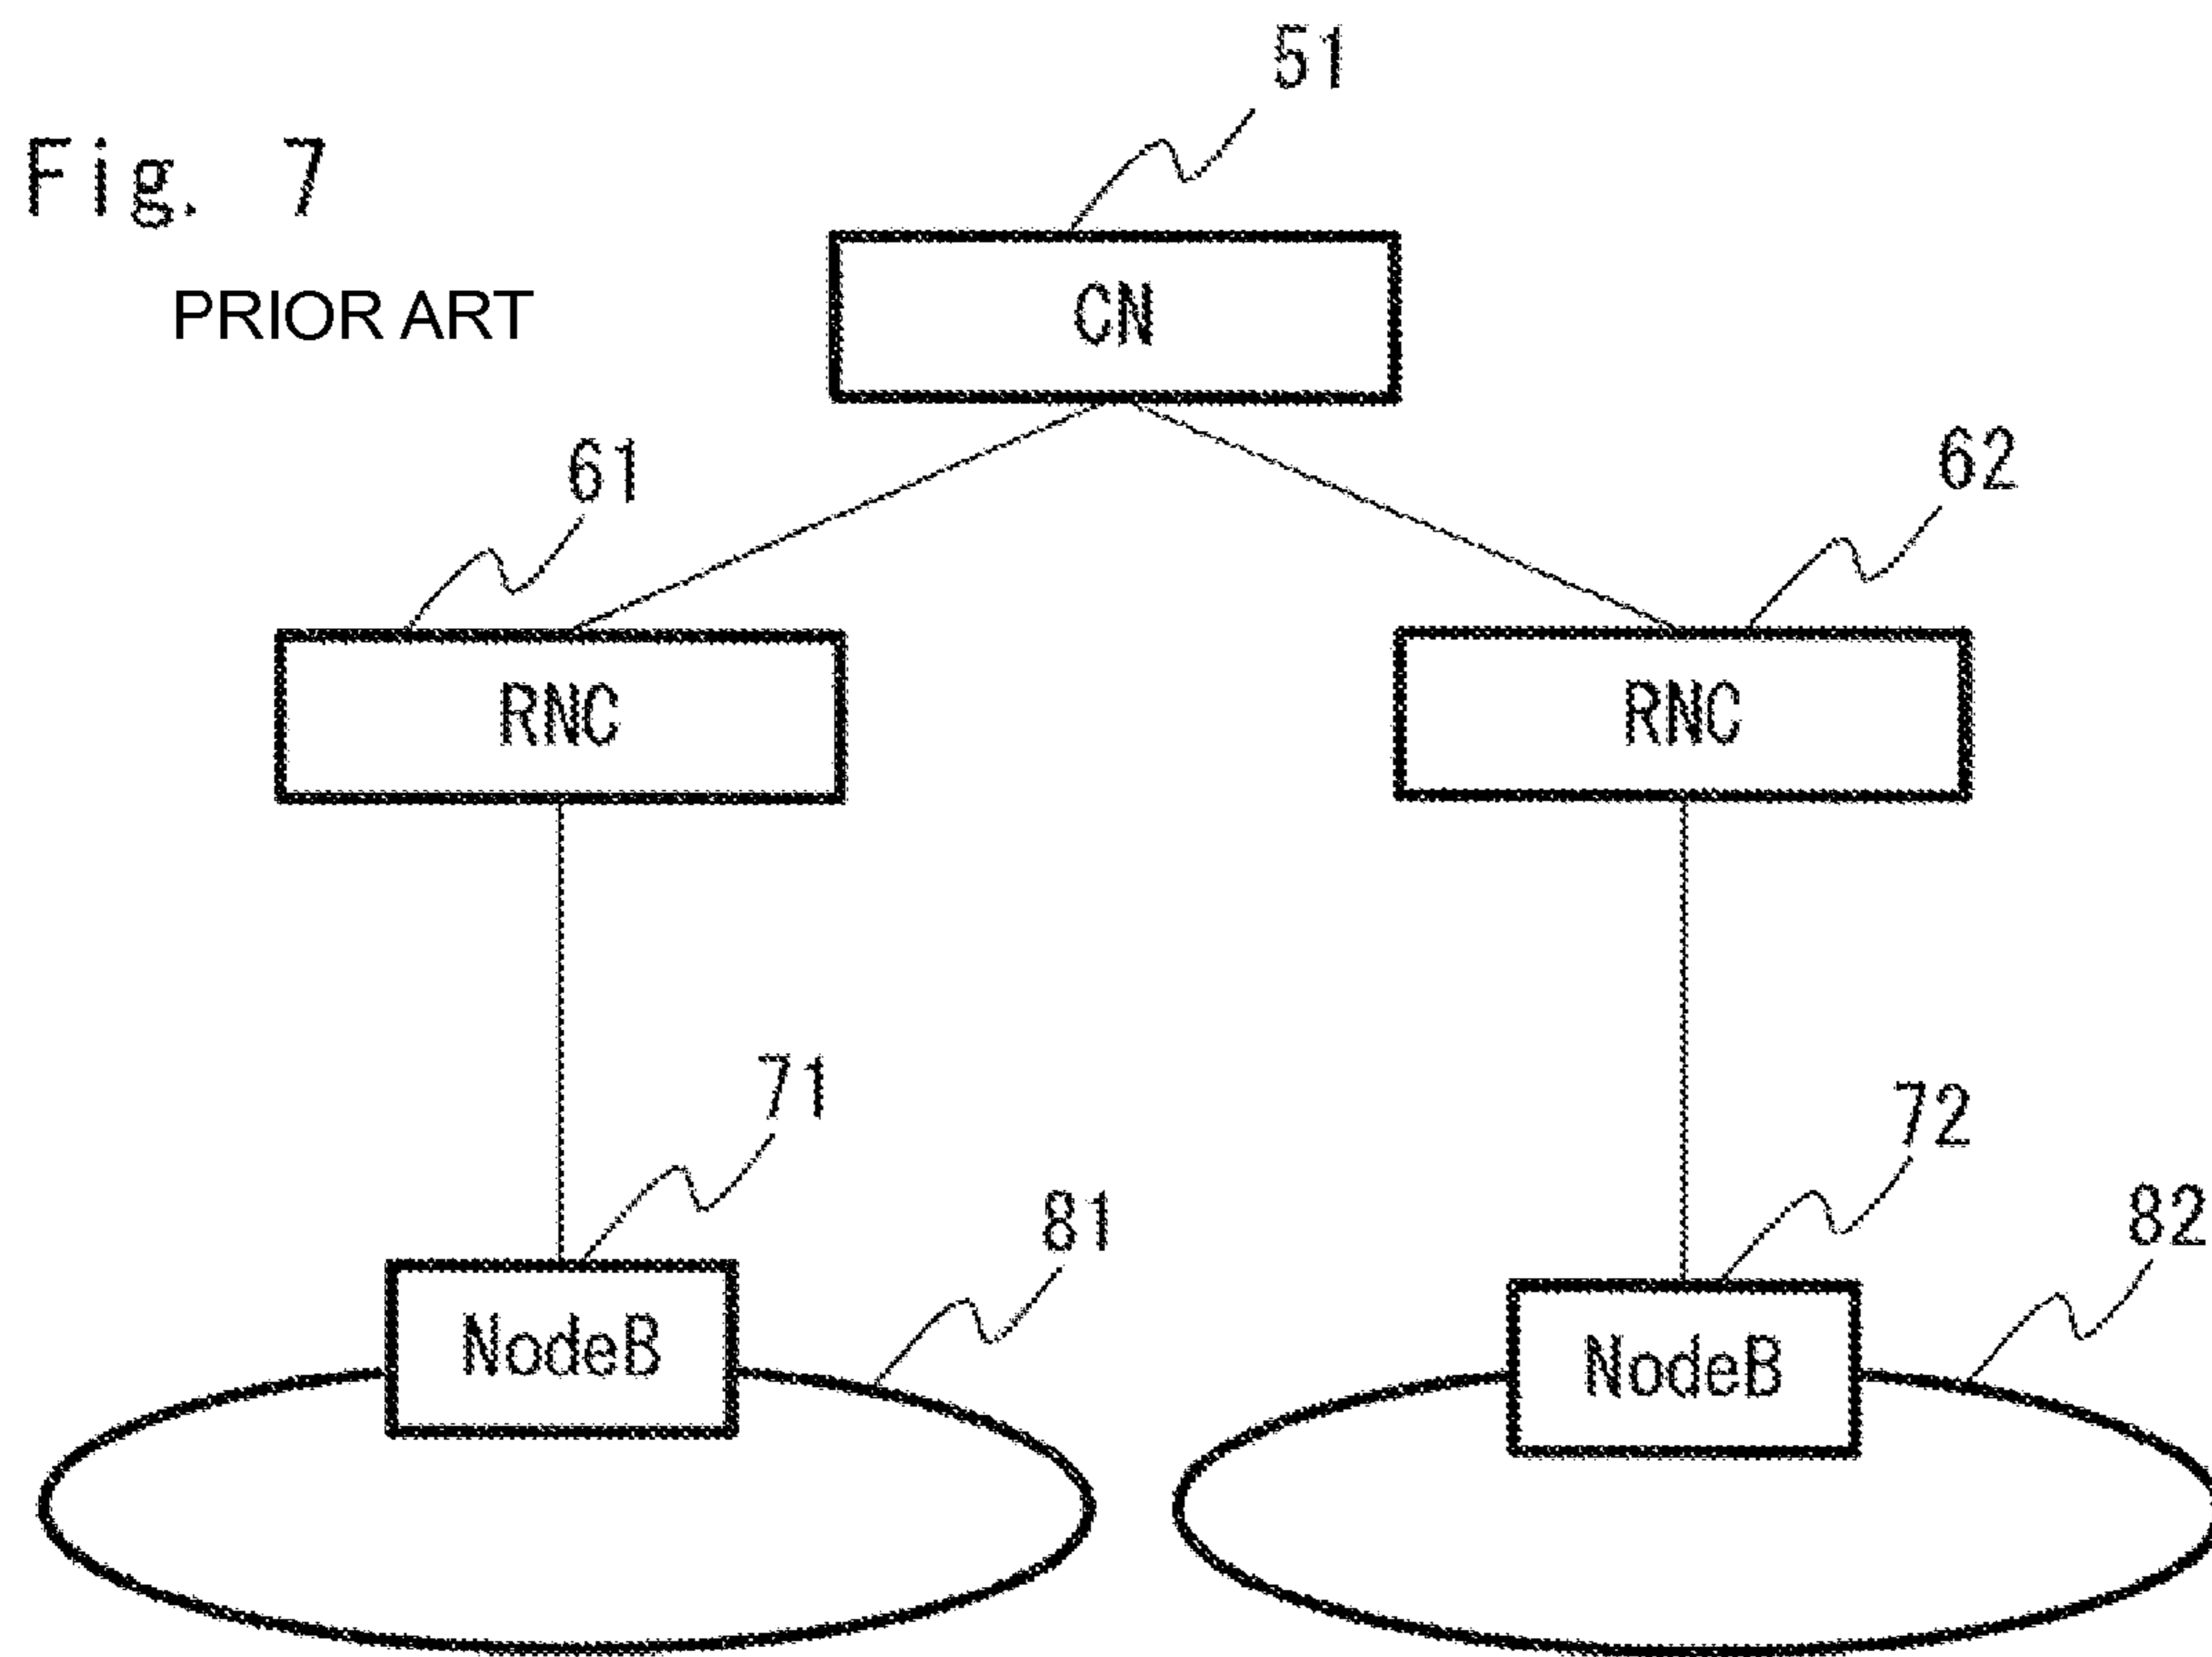 Fig. 7
PRIOR ART
51
CN
61
62
RNC
RNC
71
72
81
82
NodeB
NodeB